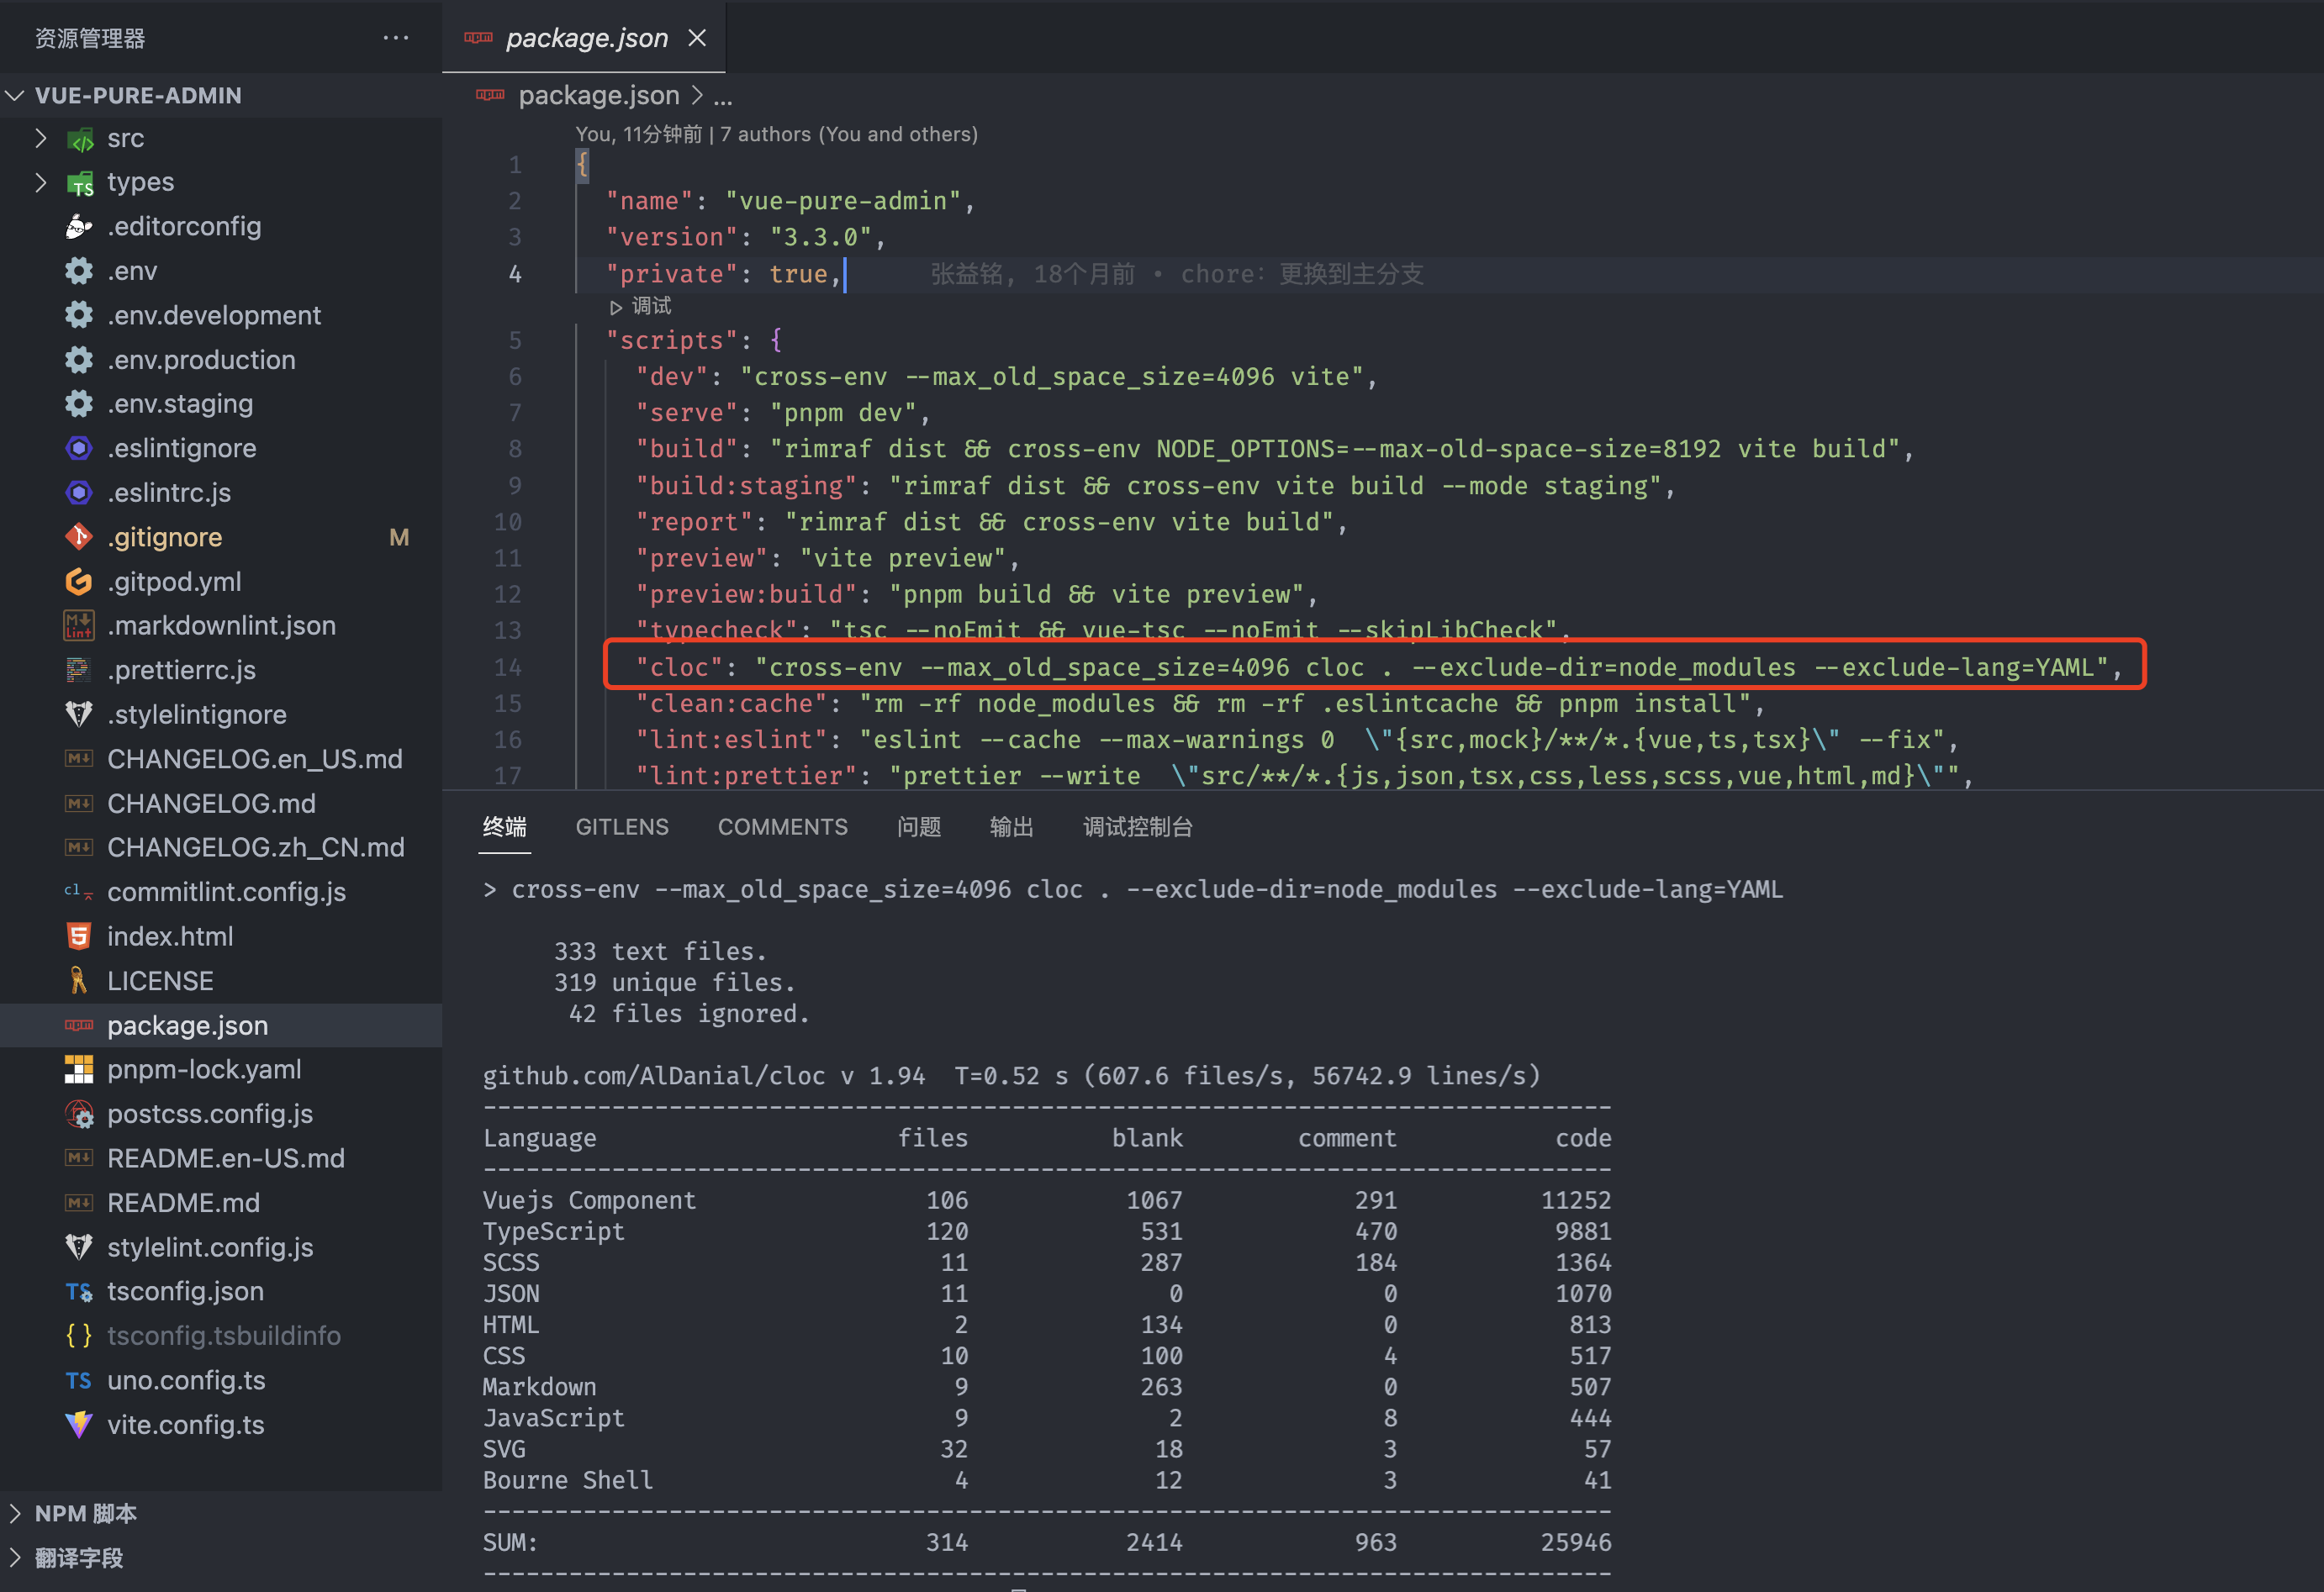 资源管理器 ···
VUE-PURE-ADMIN
src
types
.editorconfig
.env
.env.development
.env.production
.env.staging
.eslintignore
.eslintrc.js
.gitignore M
.gitpod.yml
.markdownlint.json
.prettierrc.js
.stylelintignore
CHANGELOG.en_US.md
CHANGELOG.md
CHANGELOG.zh_CN.md
commitlint.config.js
index.html
LICENSE
package.json
pnpm-lock.yaml
postcss.config.js
README.en-US.md
README.md
stylelint.config.js
tsconfig.json
tsconfig.tsbuildinfo
uno.config.ts
vite.config.ts
NPM 脚本
翻译字段
package.json
package.json > ...
You, 11分钟前 | 7 authors (You and others)
1 {
2 "name": "vue-pure-admin",
3 "version": "3.3.0",
4 "private": true, 张益铭, 18个月前 • chore: 更换到主分支
调试
5 "scripts": {
6 "dev": "cross-env --max_old_space_size=4096 vite",
7 "serve": "pnpm dev",
8 "build": "rimraf dist && cross-env NODE_OPTIONS=--max-old-space-size=8192 vite build",
9 "build:staging": "rimraf dist && cross-env vite build --mode staging",
10 "report": "rimraf dist && cross-env vite build",
11 "preview": "vite preview",
12 "preview:build": "pnpm build && vite preview",
13 "typecheck": "tsc --noEmit && vue-tsc --noEmit --skipLibCheck",
14 "cloc": "cross-env --max_old_space_size=4096 cloc . --exclude-dir=node_modules --exclude-lang=YAML",
15 "clean:cache": "rm -rf node_modules && rm -rf .eslintcache && pnpm install",
16 "lint:eslint": "eslint --cache --max-warnings 0  \"{src,mock}/**/*.{vue,ts,tsx}\" --fix",
17 "lint:prettier": "prettier --write  \"src/**/*.{js,json,tsx,css,less,scss,vue,html,md}\"",
终端 GITLENS COMMENTS 问题 输出 调试控制台
> cross-env --max_old_space_size=4096 cloc . --exclude-dir=node_modules --exclude-lang=YAML
333 text files.
319 unique files.
42 files ignored.
github.com/AlDanial/cloc v 1.94  T=0.52 s (607.6 files/s, 56742.9 lines/s)
-------------------------------------------------------------------------------
Language files blank comment code
-------------------------------------------------------------------------------
Vuejs Component 106 1067 291 11252
TypeScript 120 531 470 9881
SCSS 11 287 184 1364
JSON 11 0 0 1070
HTML 2 134 0 813
CSS 10 100 4 517
Markdown 9 263 0 507
JavaScript 9 2 8 444
SVG 32 18 3 57
Bourne Shell 4 12 3 41
-------------------------------------------------------------------------------
SUM: 314 2414 963 25946
-------------------------------------------------------------------------------